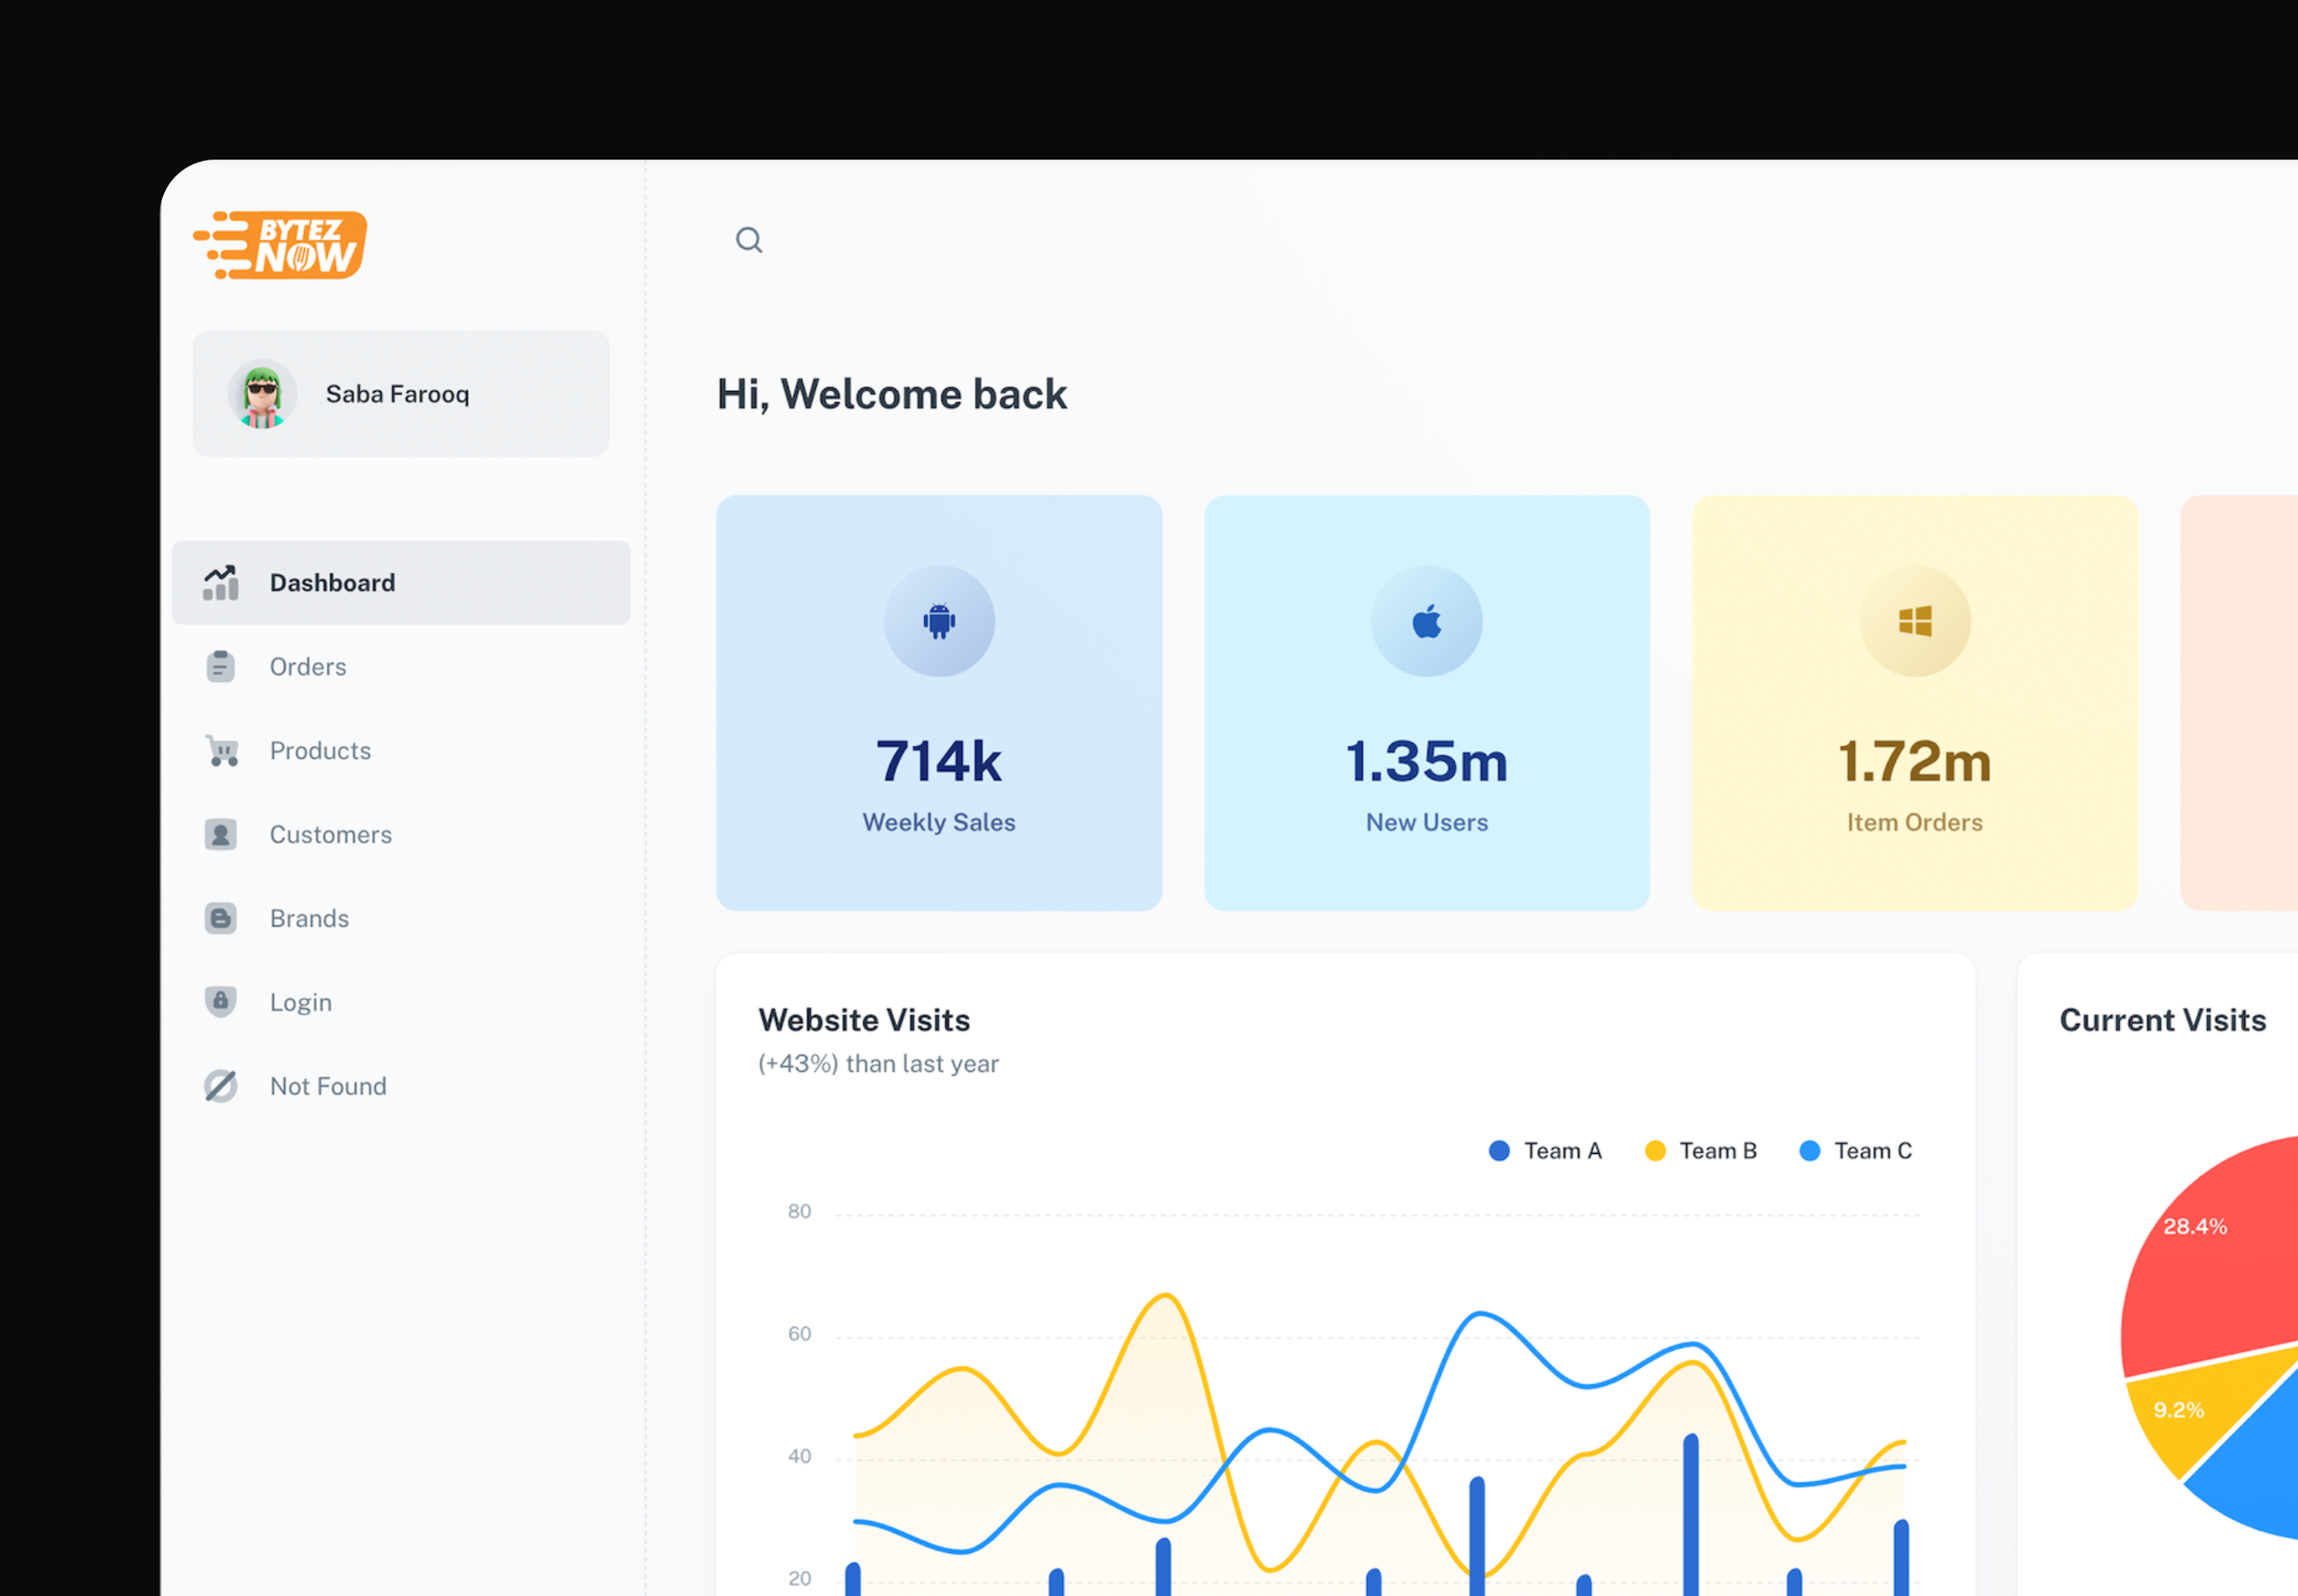 BYTEZ
NOW
Saba Farooq
Dashboard
Orders
Products
Customers
Brands
Login
Not Found
Hi, Welcome back
714k
Weekly Sales
1.35m
New Users
1.72m
Item Orders
Website Visits
(+43%) than last year
Team A
Team B
Team C
80
60
40
20
Current Visits
28.4%
9.2%